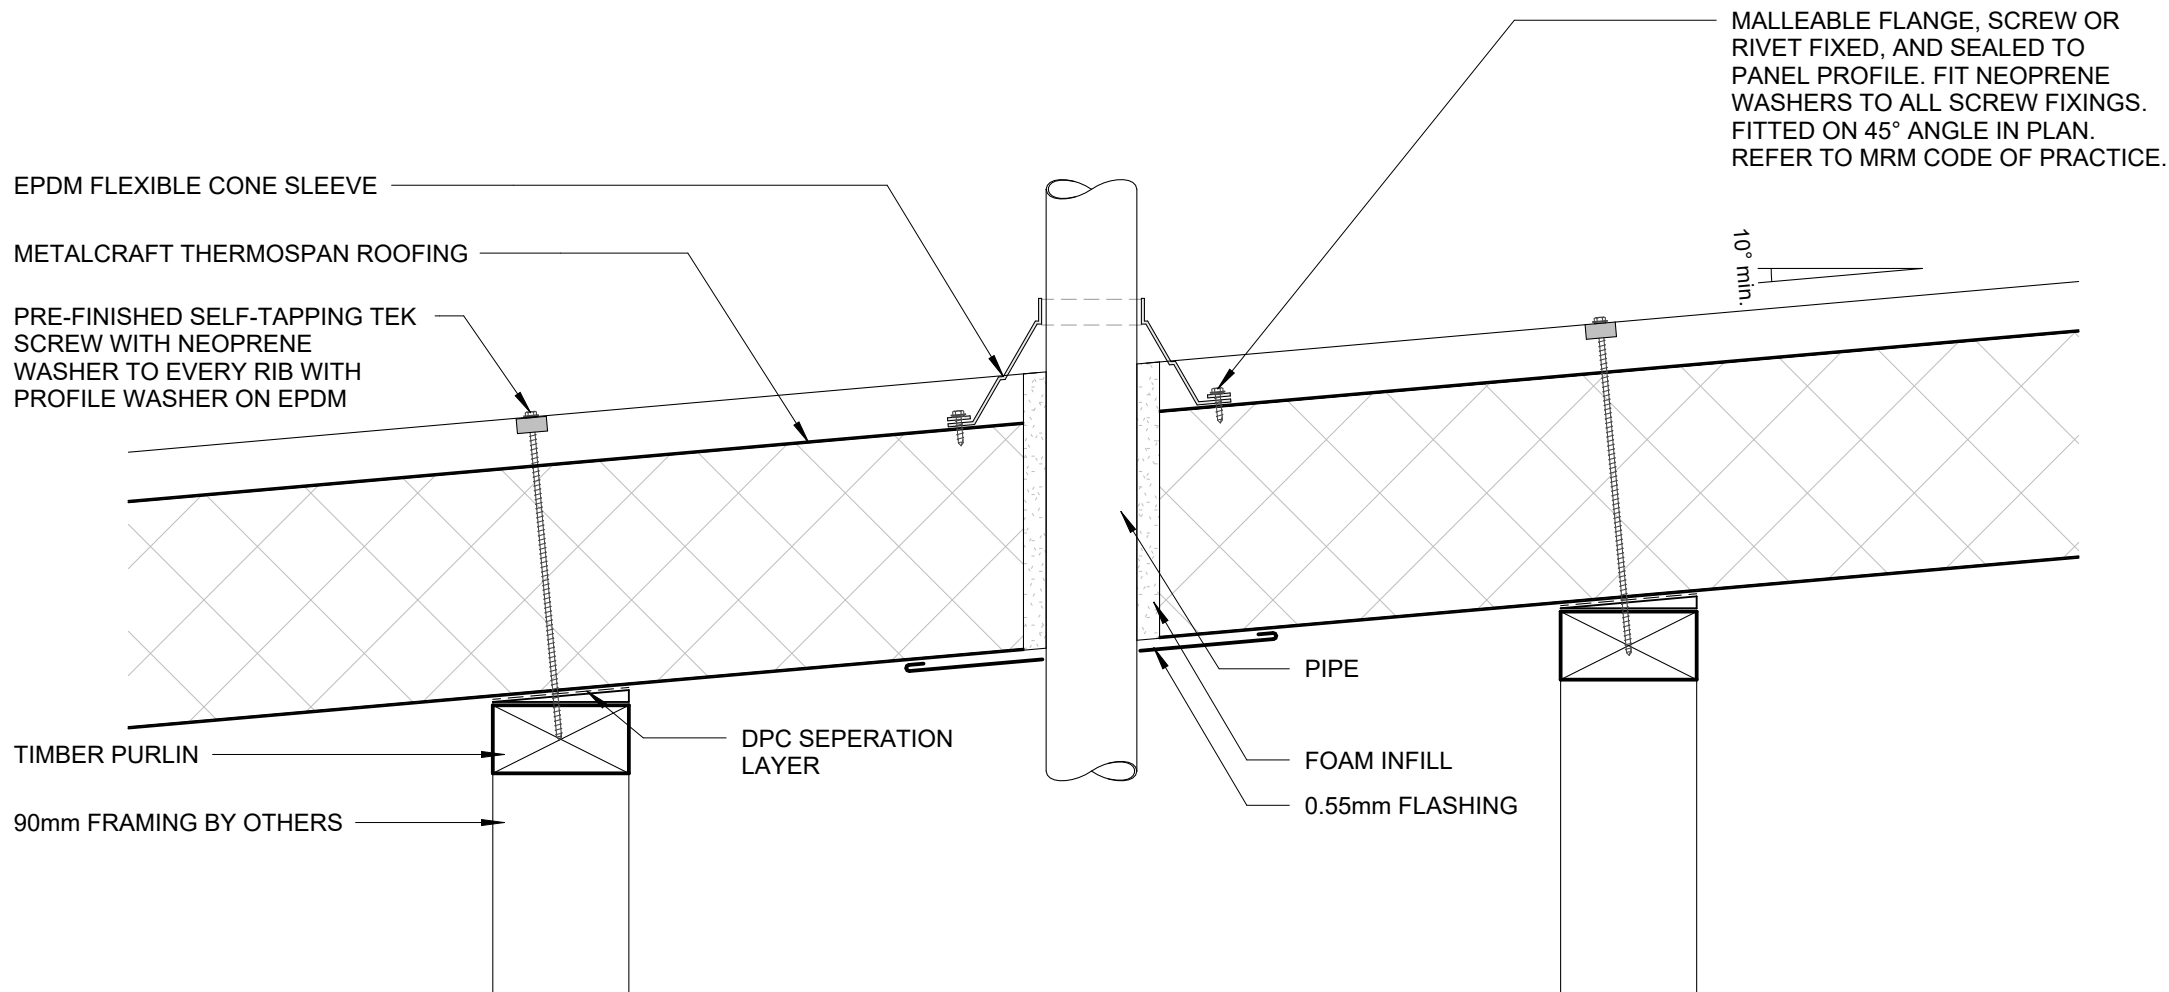 MALLEABLE FLANGE, SCREW OR
RIVET FIXED, AND SEALED TO
PANEL PROFILE. FIT NEOPRENE
WASHERS TO ALL SCREW FIXINGS.
FITTED ON 45° ANGLE IN PLAN.
REFER TO MRM CODE OF PRACTICE.
EPDM FLEXIBLE CONE SLEEVE
METALCRAFT THERMOSPAN ROOFING
10° min.
PRE-FINISHED SELF-TAPPING TEK
SCREW WITH NEOPRENE
WASHER TO EVERY RIB WITH
PROFILE WASHER ON EPDM
PIPE
DPC SEPERATION
LAYER
TIMBER PURLIN
FOAM INFILL
0.55mm FLASHING
90mm FRAMING BY OTHERS